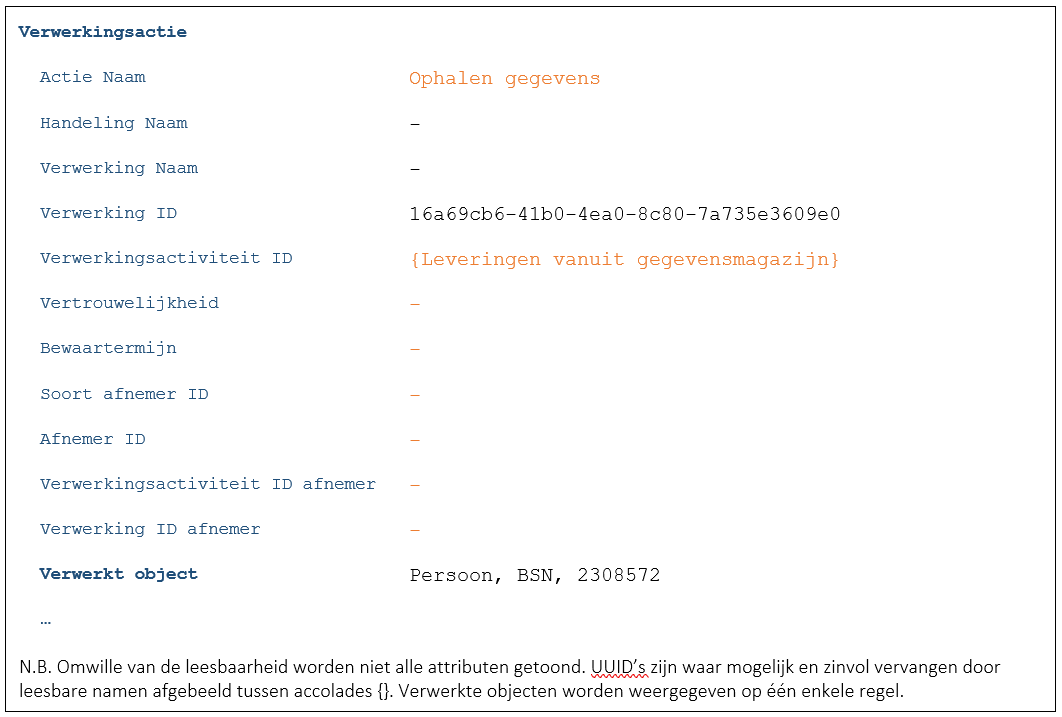 Verwerkingsactie
Actie Naam Ophalen gegevens
Handeling Naam –
Verwerking Naam –
Verwerking ID 16a69cb6-41b0-4ea0-8c80-7a735e3609e0
Verwerkingsactiviteit ID {Leveringen vanuit gegevensmagazijn}
Vertrouwelijkheid –
Bewaartermijn –
Soort afnemer ID –
Afnemer ID –
Verwerkingsactiviteit ID afnemer –
Verwerking ID afnemer –
Verwerkt object Persoon, BSN, 2308572
…
N.B. Omwille van de leesbaarheid worden niet alle attributen getoond. UUID’s zijn waar mogelijk en zinvol vervangen door
leesbare namen afgebeeld tussen accolades {}. Verwerkte objecten worden weergegeven op één enkele regel.